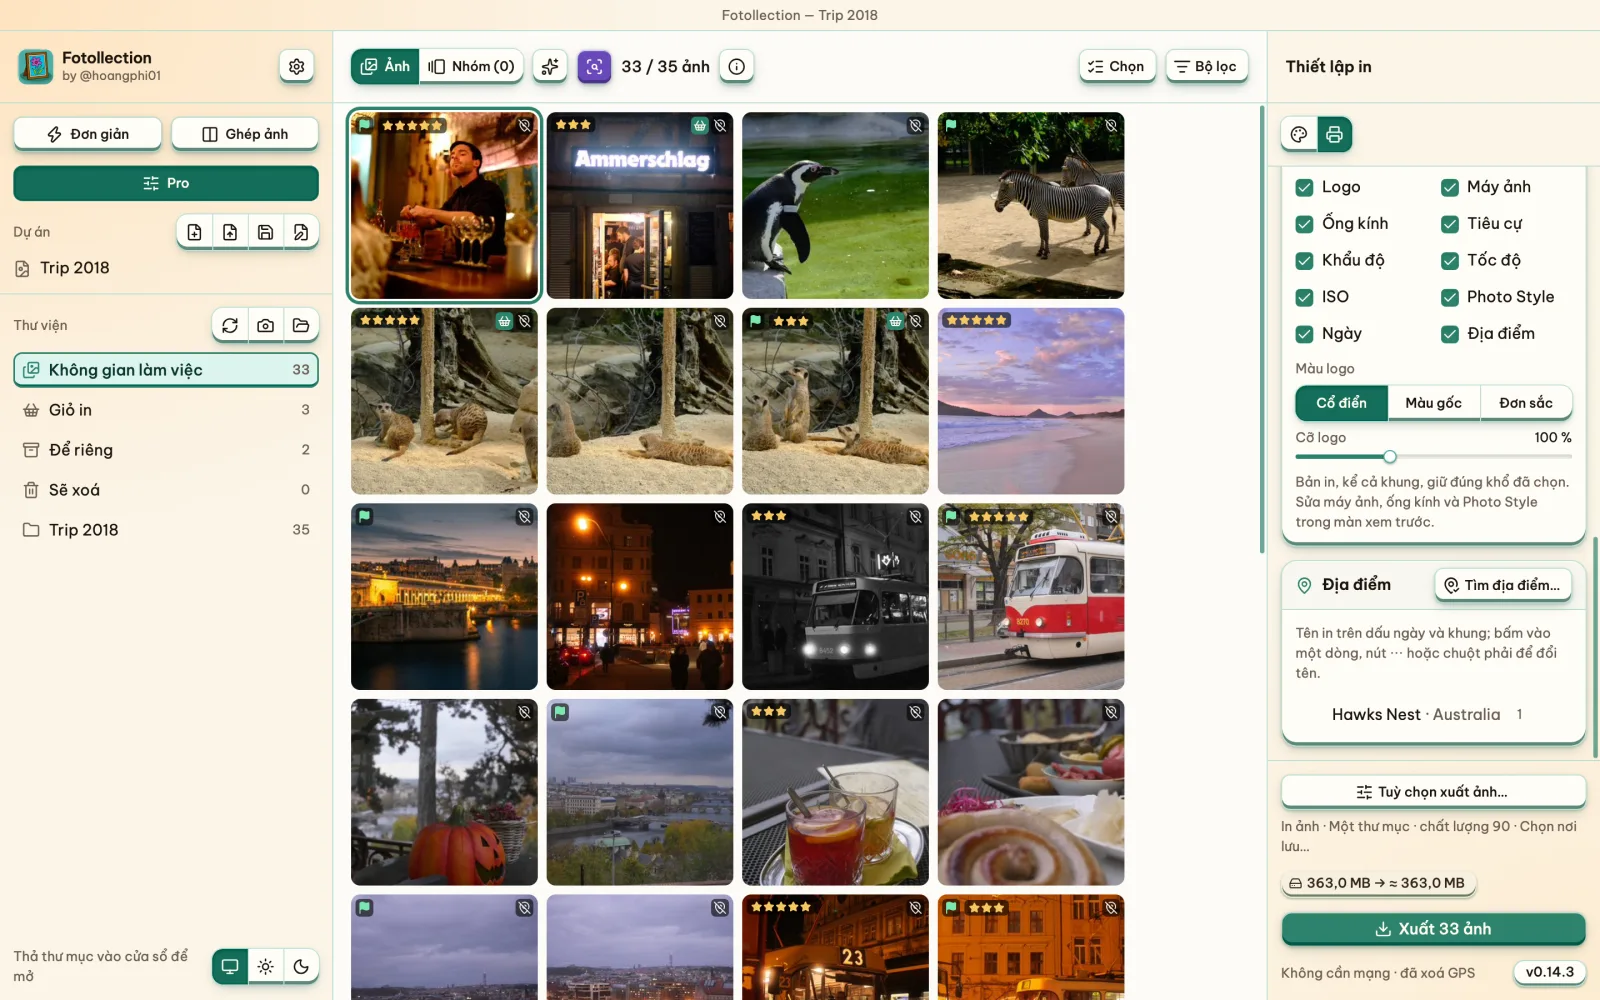 Fotollection — Trip 2018
Fotollection
by @hoangphi01
Đơn giản
Ghép ảnh
Pro
Dự án
Trip 2018
Thư viện
Không gian làm việc 33
Giỏ in 3
Để riêng 2
Sẽ xoá 0
Trip 2018 35
Thả thư mục vào cửa sổ để
mở
Ảnh
Nhóm (0)
33 / 35 ảnh
Chọn
Bộ lọc
Ammerschlag
8270
23
Thiết lập in
Logo
Máy ảnh
Ống kính
Tiêu cự
Khẩu độ
Tốc độ
ISO
Photo Style
Ngày
Địa điểm
Màu logo
Cổ điển
Màu gốc
Đơn sắc
Cỡ logo 100 %
Bản in, kể cả khung, giữ đúng khổ đã chọn.
Sửa máy ảnh, ống kính và Photo Style
trong màn xem trước.
Địa điểm
Tìm địa điểm...
Tên in trên dấu ngày và khung; bấm vào
một dòng, nút ··· hoặc chuột phải để đổi
tên.
Hawks Nest · Australia 1
Tuỳ chọn xuất ảnh...
In ảnh · Một thư mục · chất lượng 90 · Chọn nơi
lưu...
363,0 MB → ≈ 363,0 MB
Xuất 33 ảnh
Không cần mạng · đã xoá GPS
v0.14.3